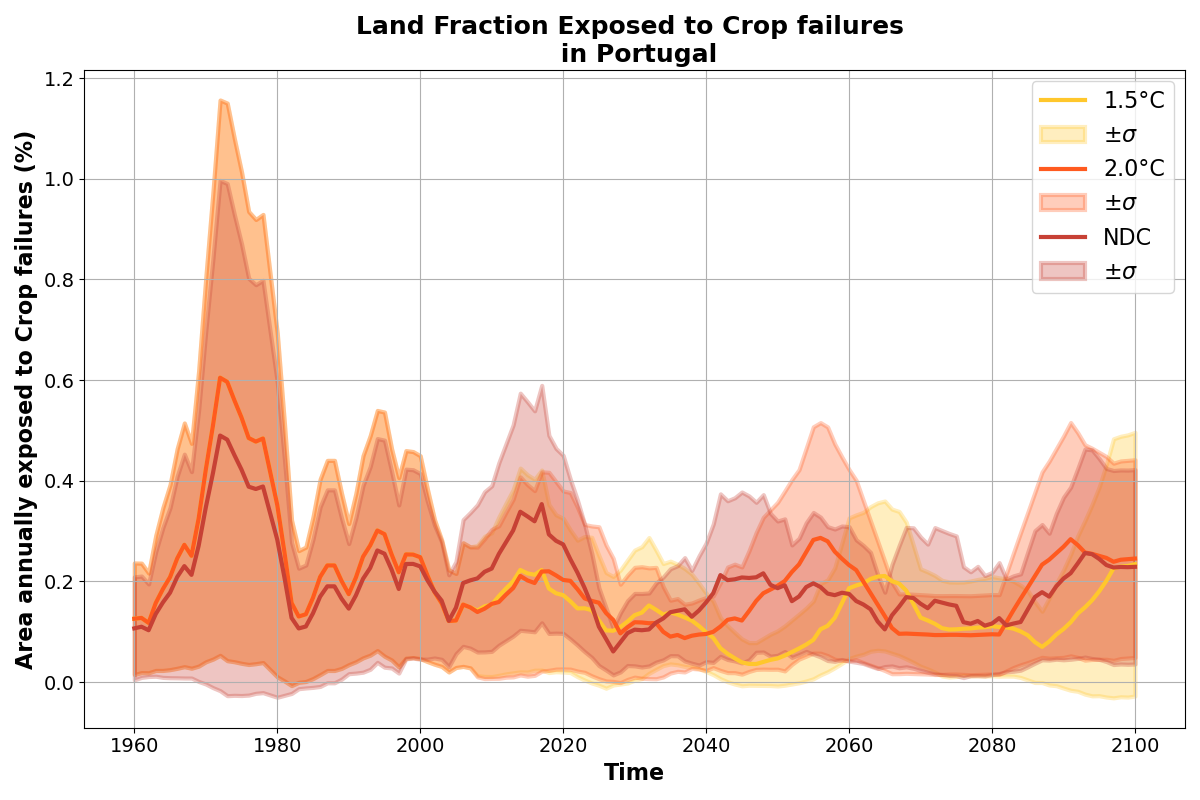 Land Fraction Exposed to Crop failures
in Portugal
Area annually exposed to Crop failures (%)
1.2
1.0
0.8
0.6
0.4
0.2
0.0
1.5°C
±σ
2.0°C
±σ
NDC
±σ
1960 1980 2000 2020 2040 2060 2080 2100
Time